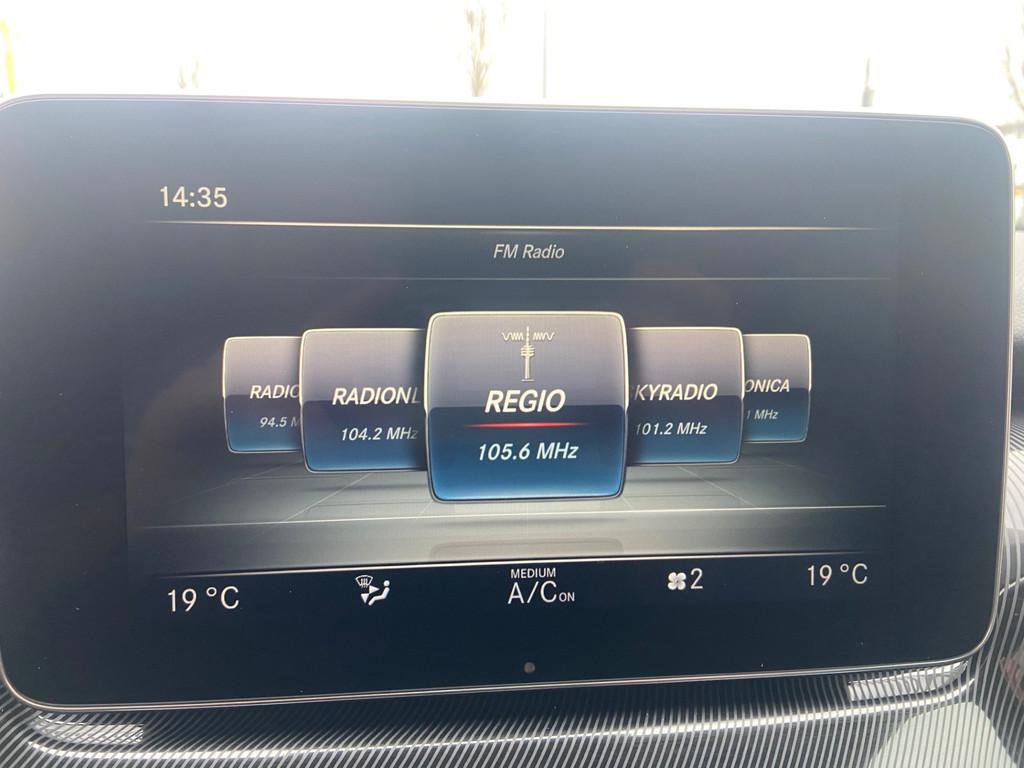 14:35
FM Radio
RADIO RADIONL REGIO KYRADIO ONICA
94.5 M 104.2 MHz 105.6 MHz 101.2 MHz 1 MHz
19 °C MEDIUM 2 19 °C
A/C ON